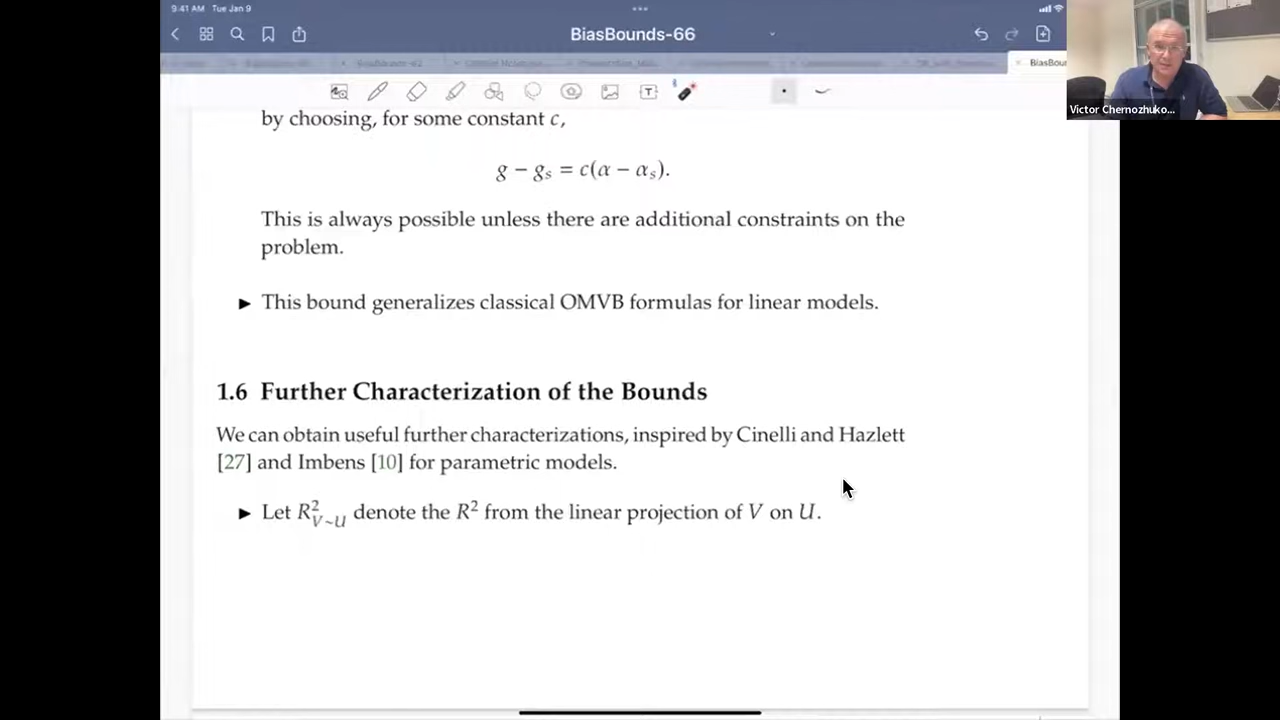 9:41 AM Tue Jan 9
BiasBounds-66
BiasBoun
Victor Chernozhuko...
by choosing, for some constant c,
g − gₛ = c(α − αₛ).
This is always possible unless there are additional constraints on the
problem.
► This bound generalizes classical OMVB formulas for linear models.
1.6 Further Characterization of the Bounds
We can obtain useful further characterizations, inspired by Cinelli and Hazlett
[27] and Imbens [10] for parametric models.
► Let R²_{V~U} denote the R² from the linear projection of V on U.